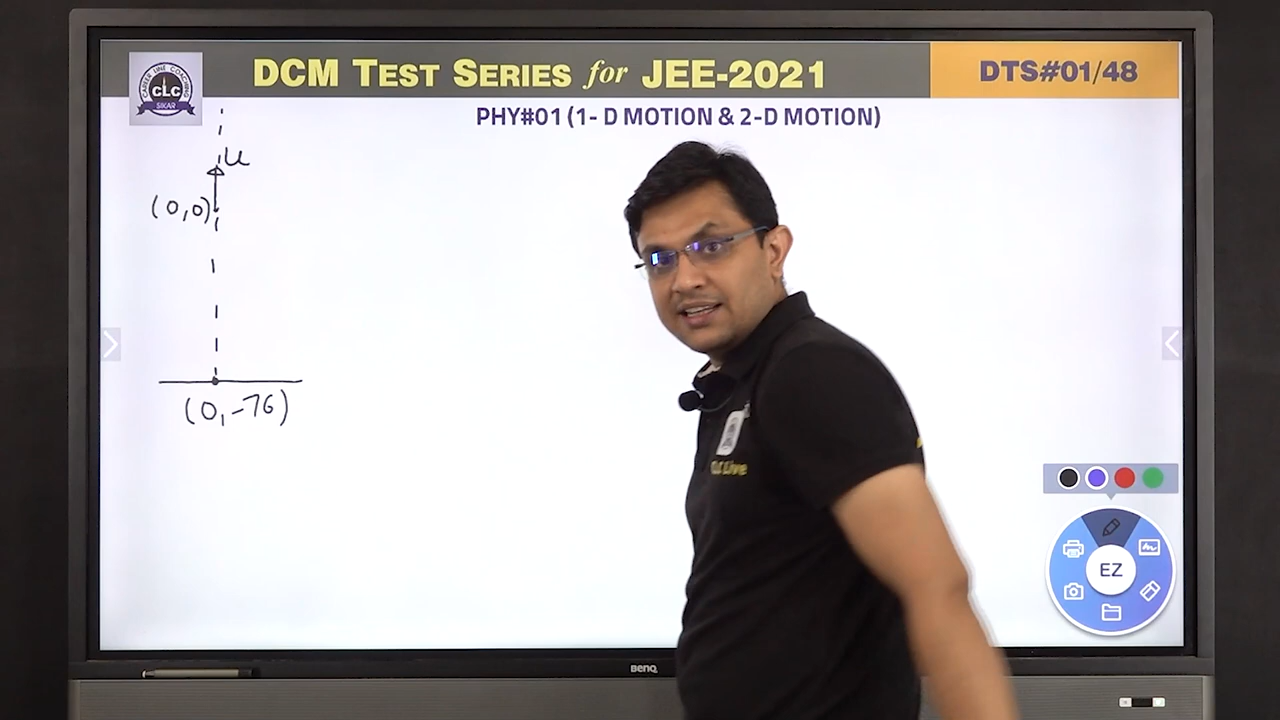 DCM TEST SERIES for JEE-2021
DTS#01/48
CAREER LINE COACHING
CLC
SIKAR
PHY#01 (1- D MOTION & 2-D MOTION)
u
(0,0)
(0,-76)
EZ
BenQ